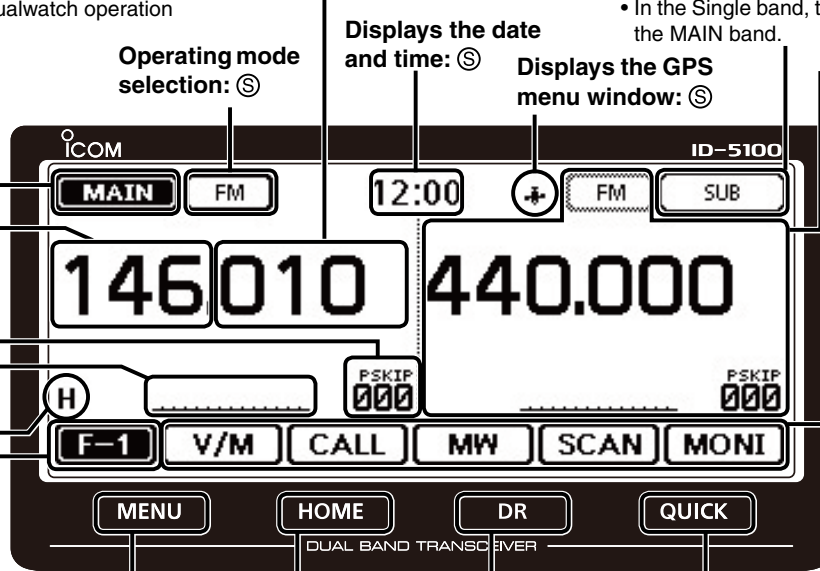 operation
• In the Single band,
the MAIN band.
Displays the date
and time: Ⓢ
Operating mode
selection: Ⓢ
Displays the GPS
menu window: Ⓢ
ICOM
ID-5100
MAIN FM 12:00 FM SUB
146.010 440.000
PSKIP PSKIP
H 000 000
F-1 V/M CALL MW SCAN MONI
MENU HOME DR QUICK
DUAL BAND TRANSCEIVER